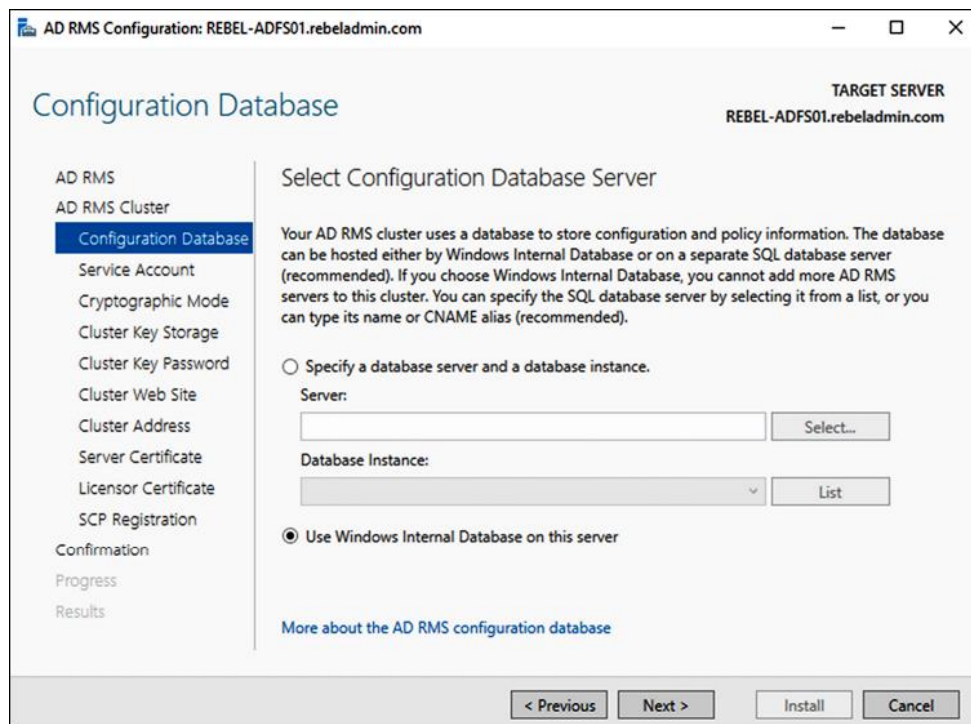 AD RMS Configuration: REBEL-ADFS01.rebeladmin.com
Configuration Database
TARGET SERVER
REBEL-ADFS01.rebeladmin.com
AD RMS
AD RMS Cluster
Configuration Database
Service Account
Cryptographic Mode
Cluster Key Storage
Cluster Key Password
Cluster Web Site
Cluster Address
Server Certificate
Licensor Certificate
SCP Registration
Confirmation
Progress
Results
Select Configuration Database Server
Your AD RMS cluster uses a database to store configuration and policy information. The database
can be hosted either by Windows Internal Database or on a separate SQL database server
(recommended). If you choose Windows Internal Database, you cannot add more AD RMS
servers to this cluster. You can specify the SQL database server by selecting it from a list, or you
can type its name or CNAME alias (recommended).
Specify a database server and a database instance.
Server:
Select...
Database Instance:
List
Use Windows Internal Database on this server
More about the AD RMS configuration database
< Previous
Next >
Install
Cancel